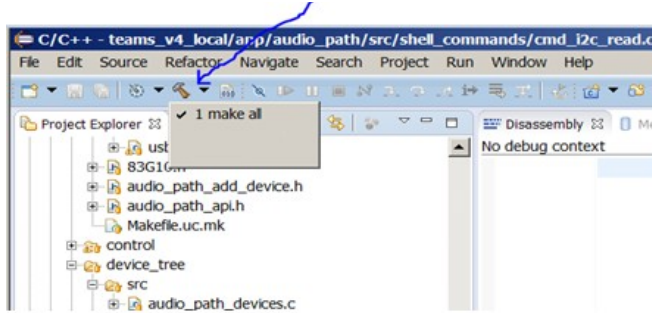 C/C++ - teams_v4_local/app/audio_path/src/shell_commands/cmd_i2c_read.c
File Edit Source Refactor Navigate Search Project Run Window Help
1 make all
Project Explorer
Disassembly
No debug context
audio_path_add_device.h
audio_path_api.h
Makefile.uc.mk
control
device_tree
src
audio_path_devices.c